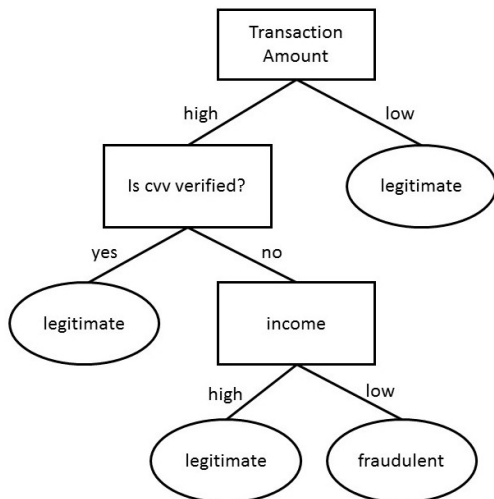 Transaction
Amount
high
low
Is cvv verified?
legitimate
yes
no
legitimate
income
high
low
legitimate
fraudulent